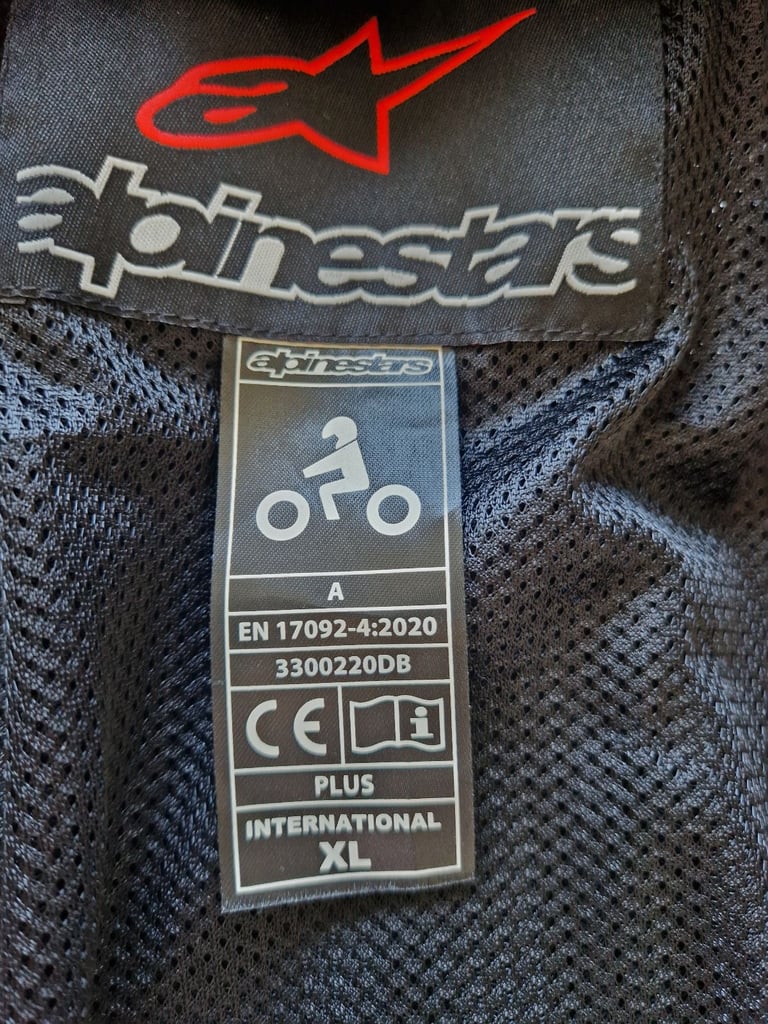 alpinestars
alpinestars
A
EN 17092-4:2020
3300220DB
CE
i
PLUS
INTERNATIONAL
XL